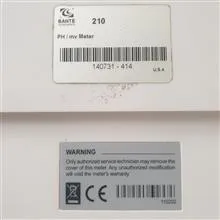 BANTE
210
PH / mv Meter
140731 - 414
U.S.A
WARNING
Only authorized service technician may remove the
cover of this meter. Any unauthorized modification
will void the meter's warranty.
110202